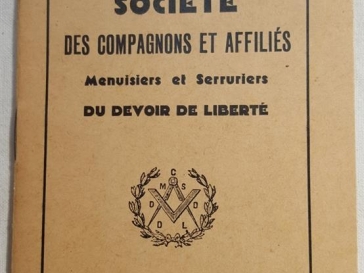 SOCIÉTÉ
DES COMPAGNONS ET AFFILIÉS
Menuisiers et Serruriers
DU DEVOIR DE LIBERTÉ
C
M S
D D
D L